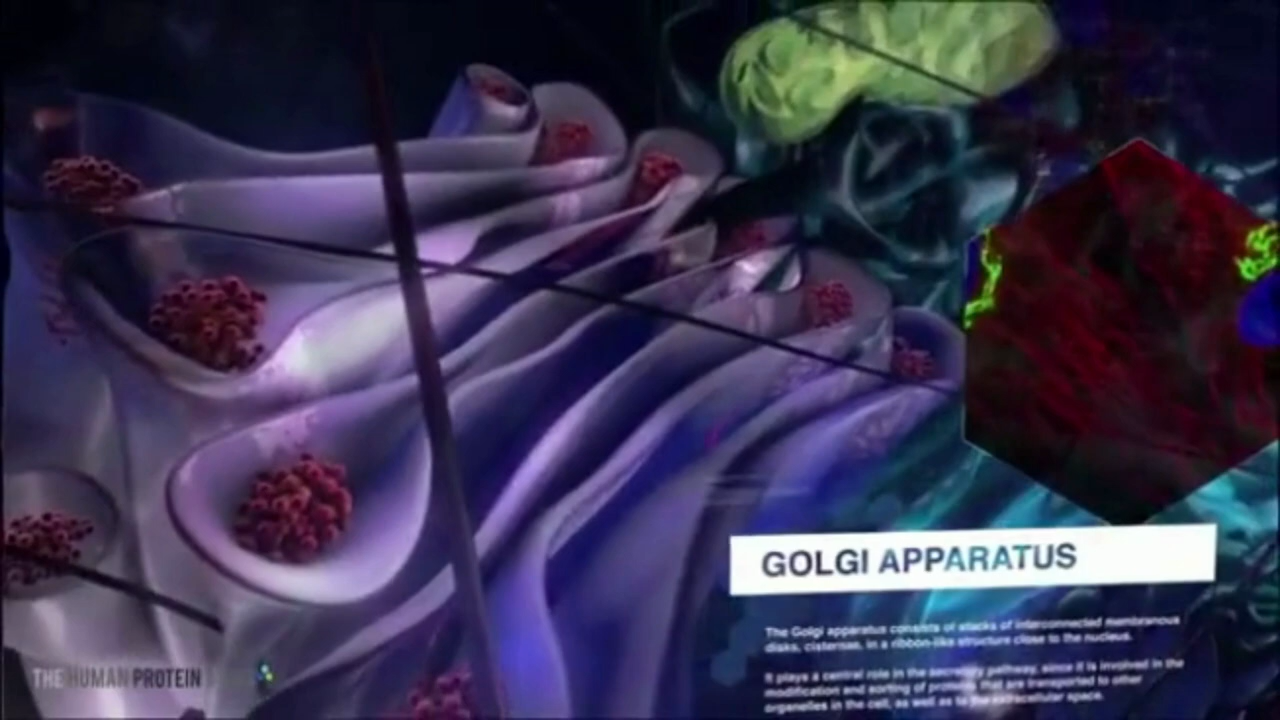 GOLGI APPARATUS
The Golgi apparatus consists of stacks of interconnected membranous
disks, cisternae, in a ribbon-like structure close to the nucleus.
It plays a central role in the secretory pathway, since it is involved in the
modification and sorting of proteins that are transported to other
organelles in the cell, as well as to the extracellular space.
THE HUMAN PROTEIN